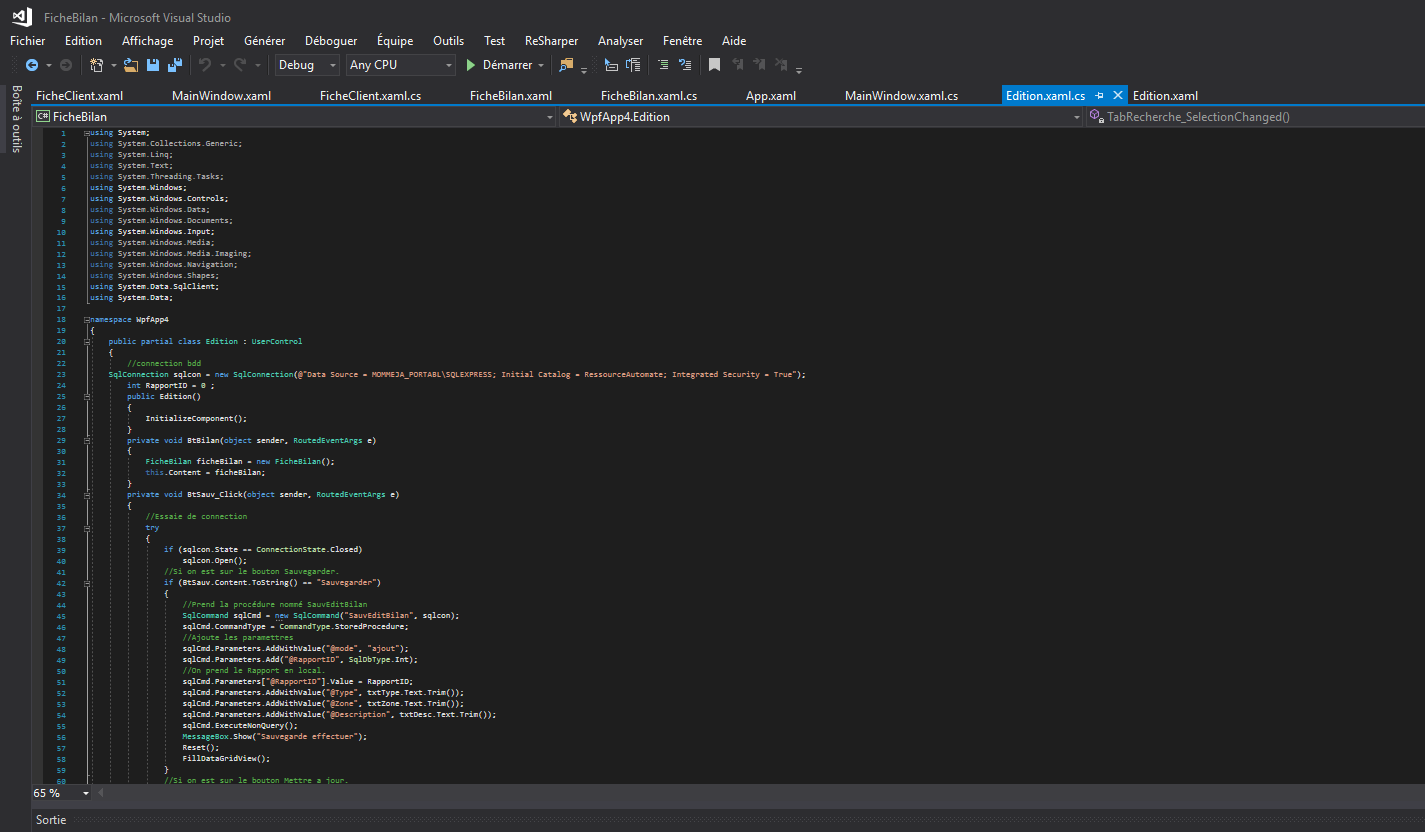 FicheBilan - Microsoft Visual Studio
Fichier Edition Affichage Projet Générer Déboguer Équipe Outils Test ReSharper Analyser Fenêtre Aide
Debug Any CPU Démarrer
Boîte à outils
FicheClient.xaml MainWindow.xaml FicheClient.xaml.cs FicheBilan.xaml FicheBilan.xaml.cs App.xaml MainWindow.xaml.cs Edition.xaml.cs Edition.xaml
C# FicheBilan WpfApp4.Edition TabRecherche_SelectionChanged()
1 using System;
2 using System.Collections.Generic;
3 using System.Linq;
4 using System.Text;
5 using System.Threading.Tasks;
6 using System.Windows;
7 using System.Windows.Controls;
8 using System.Windows.Data;
9 using System.Windows.Documents;
10 using System.Windows.Input;
11 using System.Windows.Media;
12 using System.Windows.Media.Imaging;
13 using System.Windows.Navigation;
14 using System.Windows.Shapes;
15 using System.Data.SqlClient;
16 using System.Data;
17
18 namespace WpfApp4
19 {
20 public partial class Edition : UserControl
21 {
22 //connection bdd
23 SqlConnection sqlcon = new SqlConnection(@"Data Source = MOMMEJA_PORTABL\SQLEXPRESS; Initial Catalog = RessourceAutomate; Integrated Security = True");
24 int RapportID = 0 ;
25 public Edition()
26 {
27 InitializeComponent();
28 }
29 private void BtBilan(object sender, RoutedEventArgs e)
30 {
31 FicheBilan ficheBilan = new FicheBilan();
32 this.Content = ficheBilan;
33 }
34 private void BtSauv_Click(object sender, RoutedEventArgs e)
35 {
36 //Essaie de connection
37 try
38 {
39 if (sqlcon.State == ConnectionState.Closed)
40 sqlcon.Open();
41 //Si on est sur le bouton Sauvegarder.
42 if (BtSauv.Content.ToString() == "Sauvegarder")
43 {
44 //Prend la procédure nommé SauvEditBilan
45 SqlCommand sqlCmd = new SqlCommand("SauvEditBilan", sqlcon);
46 sqlCmd.CommandType = CommandType.StoredProcedure;
47 //Ajoute les paramettres
48 sqlCmd.Parameters.AddWithValue("@mode", "ajout");
49 sqlCmd.Parameters.Add("@RapportID", SqlDbType.Int);
50 //On prend le Rapport en local.
51 sqlCmd.Parameters["@RapportID"].Value = RapportID;
52 sqlCmd.Parameters.AddWithValue("@Type", txtType.Text.Trim());
53 sqlCmd.Parameters.AddWithValue("@Zone", txtZone.Text.Trim());
54 sqlCmd.Parameters.AddWithValue("@Description", txtDesc.Text.Trim());
55 sqlCmd.ExecuteNonQuery();
56 MessageBox.Show("Sauvegarde effectuer");
57 Reset();
58 FillDataGridView();
59 }
60 //Si on est sur le bouton Mettre a jour.
65 %
Sortie